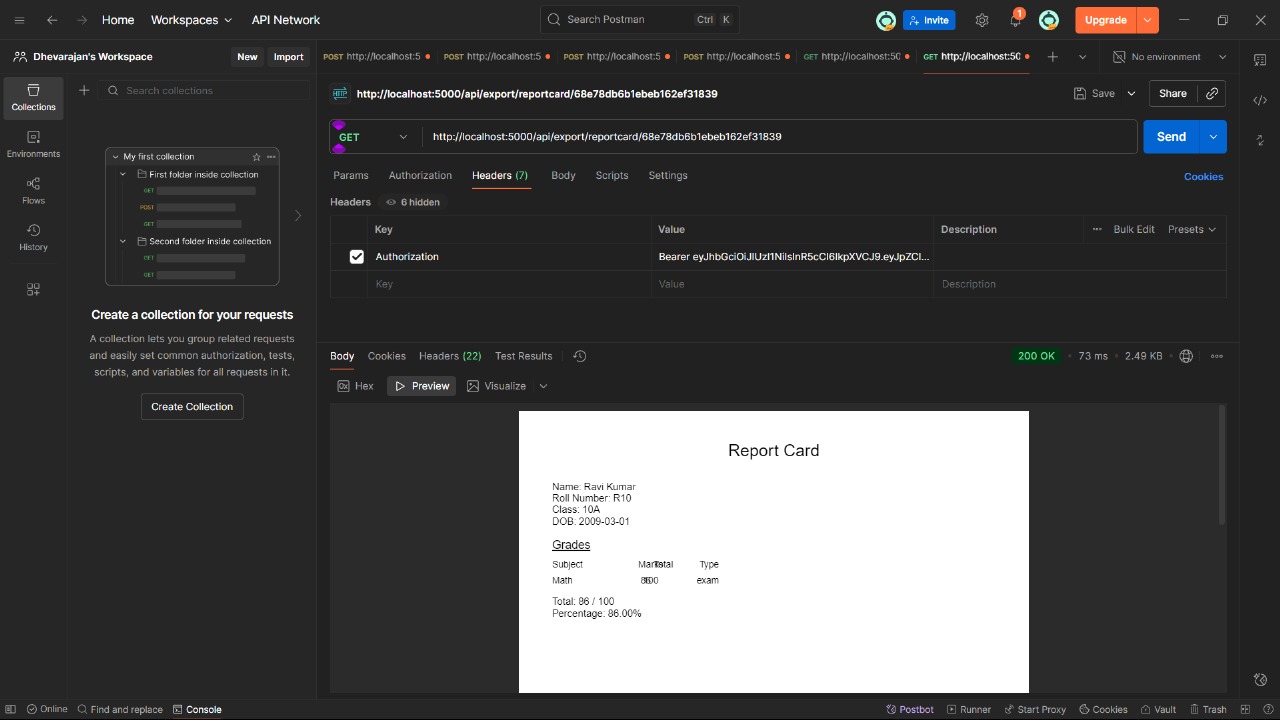 Home
Workspaces
API Network
Search Postman
Ctrl
K
Invite
1
Upgrade
Dhevarajan's Workspace
New
Import
POST http://localhost:5
POST http://localhost:5
POST http://localhost:5
POST http://localhost:5
GET http://localhost:50
GET http://localhost:50
No environment
Collections
Environments
Flows
History
Search collections
My first collection
First folder inside collection
GET
POST
GET
Second folder inside collection
GET
GET
Create a collection for your requests
A collection lets you group related requests
and easily set common authorization, tests,
scripts, and variables for all requests in it.
Create Collection
HTTP
http://localhost:5000/api/export/reportcard/68e78db6b1ebeb162ef31839
Save
Share
GET
http://localhost:5000/api/export/reportcard/68e78db6b1ebeb162ef31839
Send
Params
Authorization
Headers (7)
Body
Scripts
Settings
Cookies
Headers
6 hidden
Key
Value
Description
Bulk Edit
Presets
Authorization
Bearer eyJhbGciOiJIUzI1NiIsInR5cCI6IkpXVCJ9.eyJpZCI...
Key
Value
Description
Body
Cookies
Headers (22)
Test Results
200 OK
73 ms
2.49 KB
Hex
Preview
Visualize
Report Card
Name: Ravi Kumar
Roll Number: R10
Class: 10A
DOB: 2009-03-01
Grades
Subject
Type
Math
exam
Total: 86 / 100
Percentage: 86.00%
Online
Find and replace
Console
Postbot
Runner
Start Proxy
Cookies
Vault
Trash